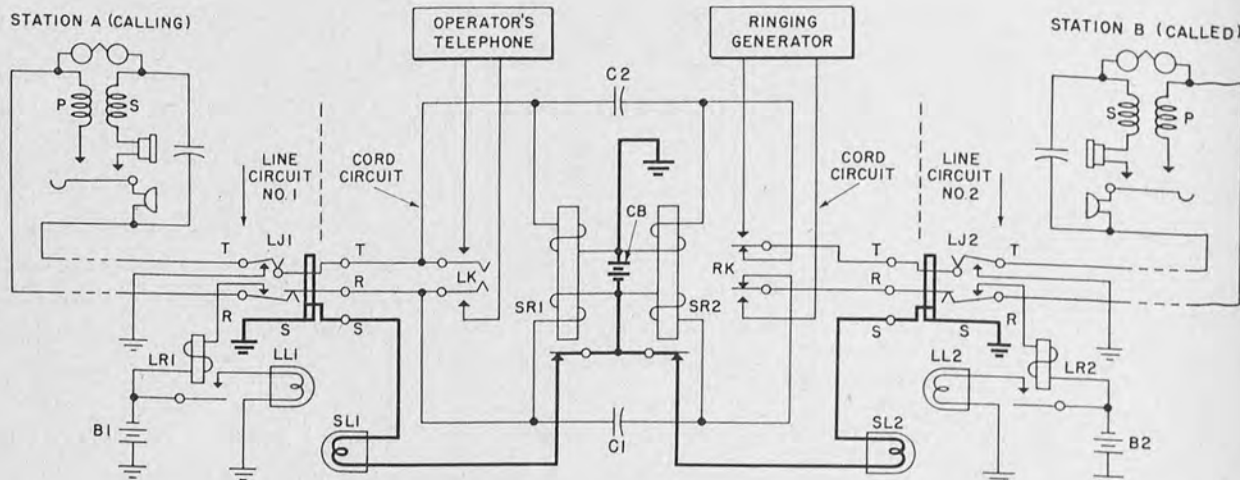 STATION A (CALLING)
OPERATOR'S
TELEPHONE
RINGING
GENERATOR
STATION B (CALLED)
P
S
C2
S
P
LINE
CIRCUIT
NO. 1
CORD
CIRCUIT
CORD
CIRCUIT
LINE
CIRCUIT
NO. 2
CB
T
LJ1
T
LK
R
R
S
S
SR1
SR2
RK
T
LJ2
T
R
R
S
S
LR1
LL1
LL2
LR2
B1
SL1
C1
SL2
B2